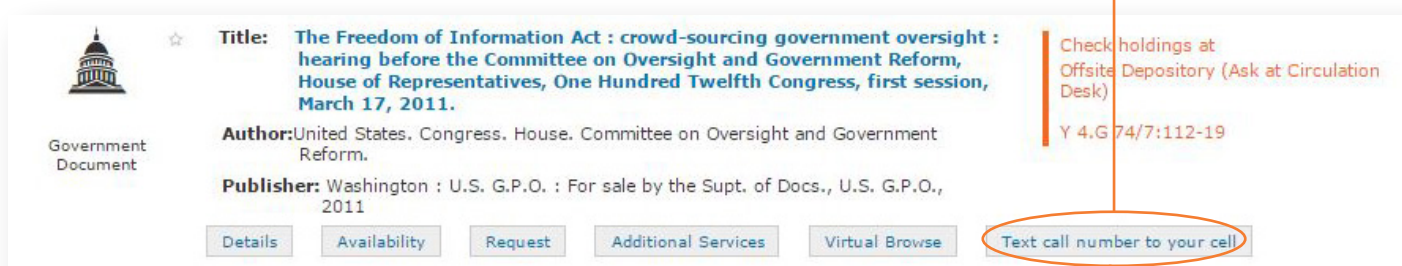 Title: The Freedom of Information Act : crowd-sourcing government oversight :
hearing before the Committee on Oversight and Government Reform,
House of Representatives, One Hundred Twelfth Congress, first session,
March 17, 2011.
Author:United States. Congress. House. Committee on Oversight and Government
Reform.
Publisher: Washington : U.S. G.P.O. : For sale by the Supt. of Docs., U.S. G.P.O.,
2011
Government
Document
Check holdings at
Offsite Depository (Ask at Circulation
Desk)
Y 4.G 74/7:112-19
Details Availability Request Additional Services Virtual Browse Text call number to your cell